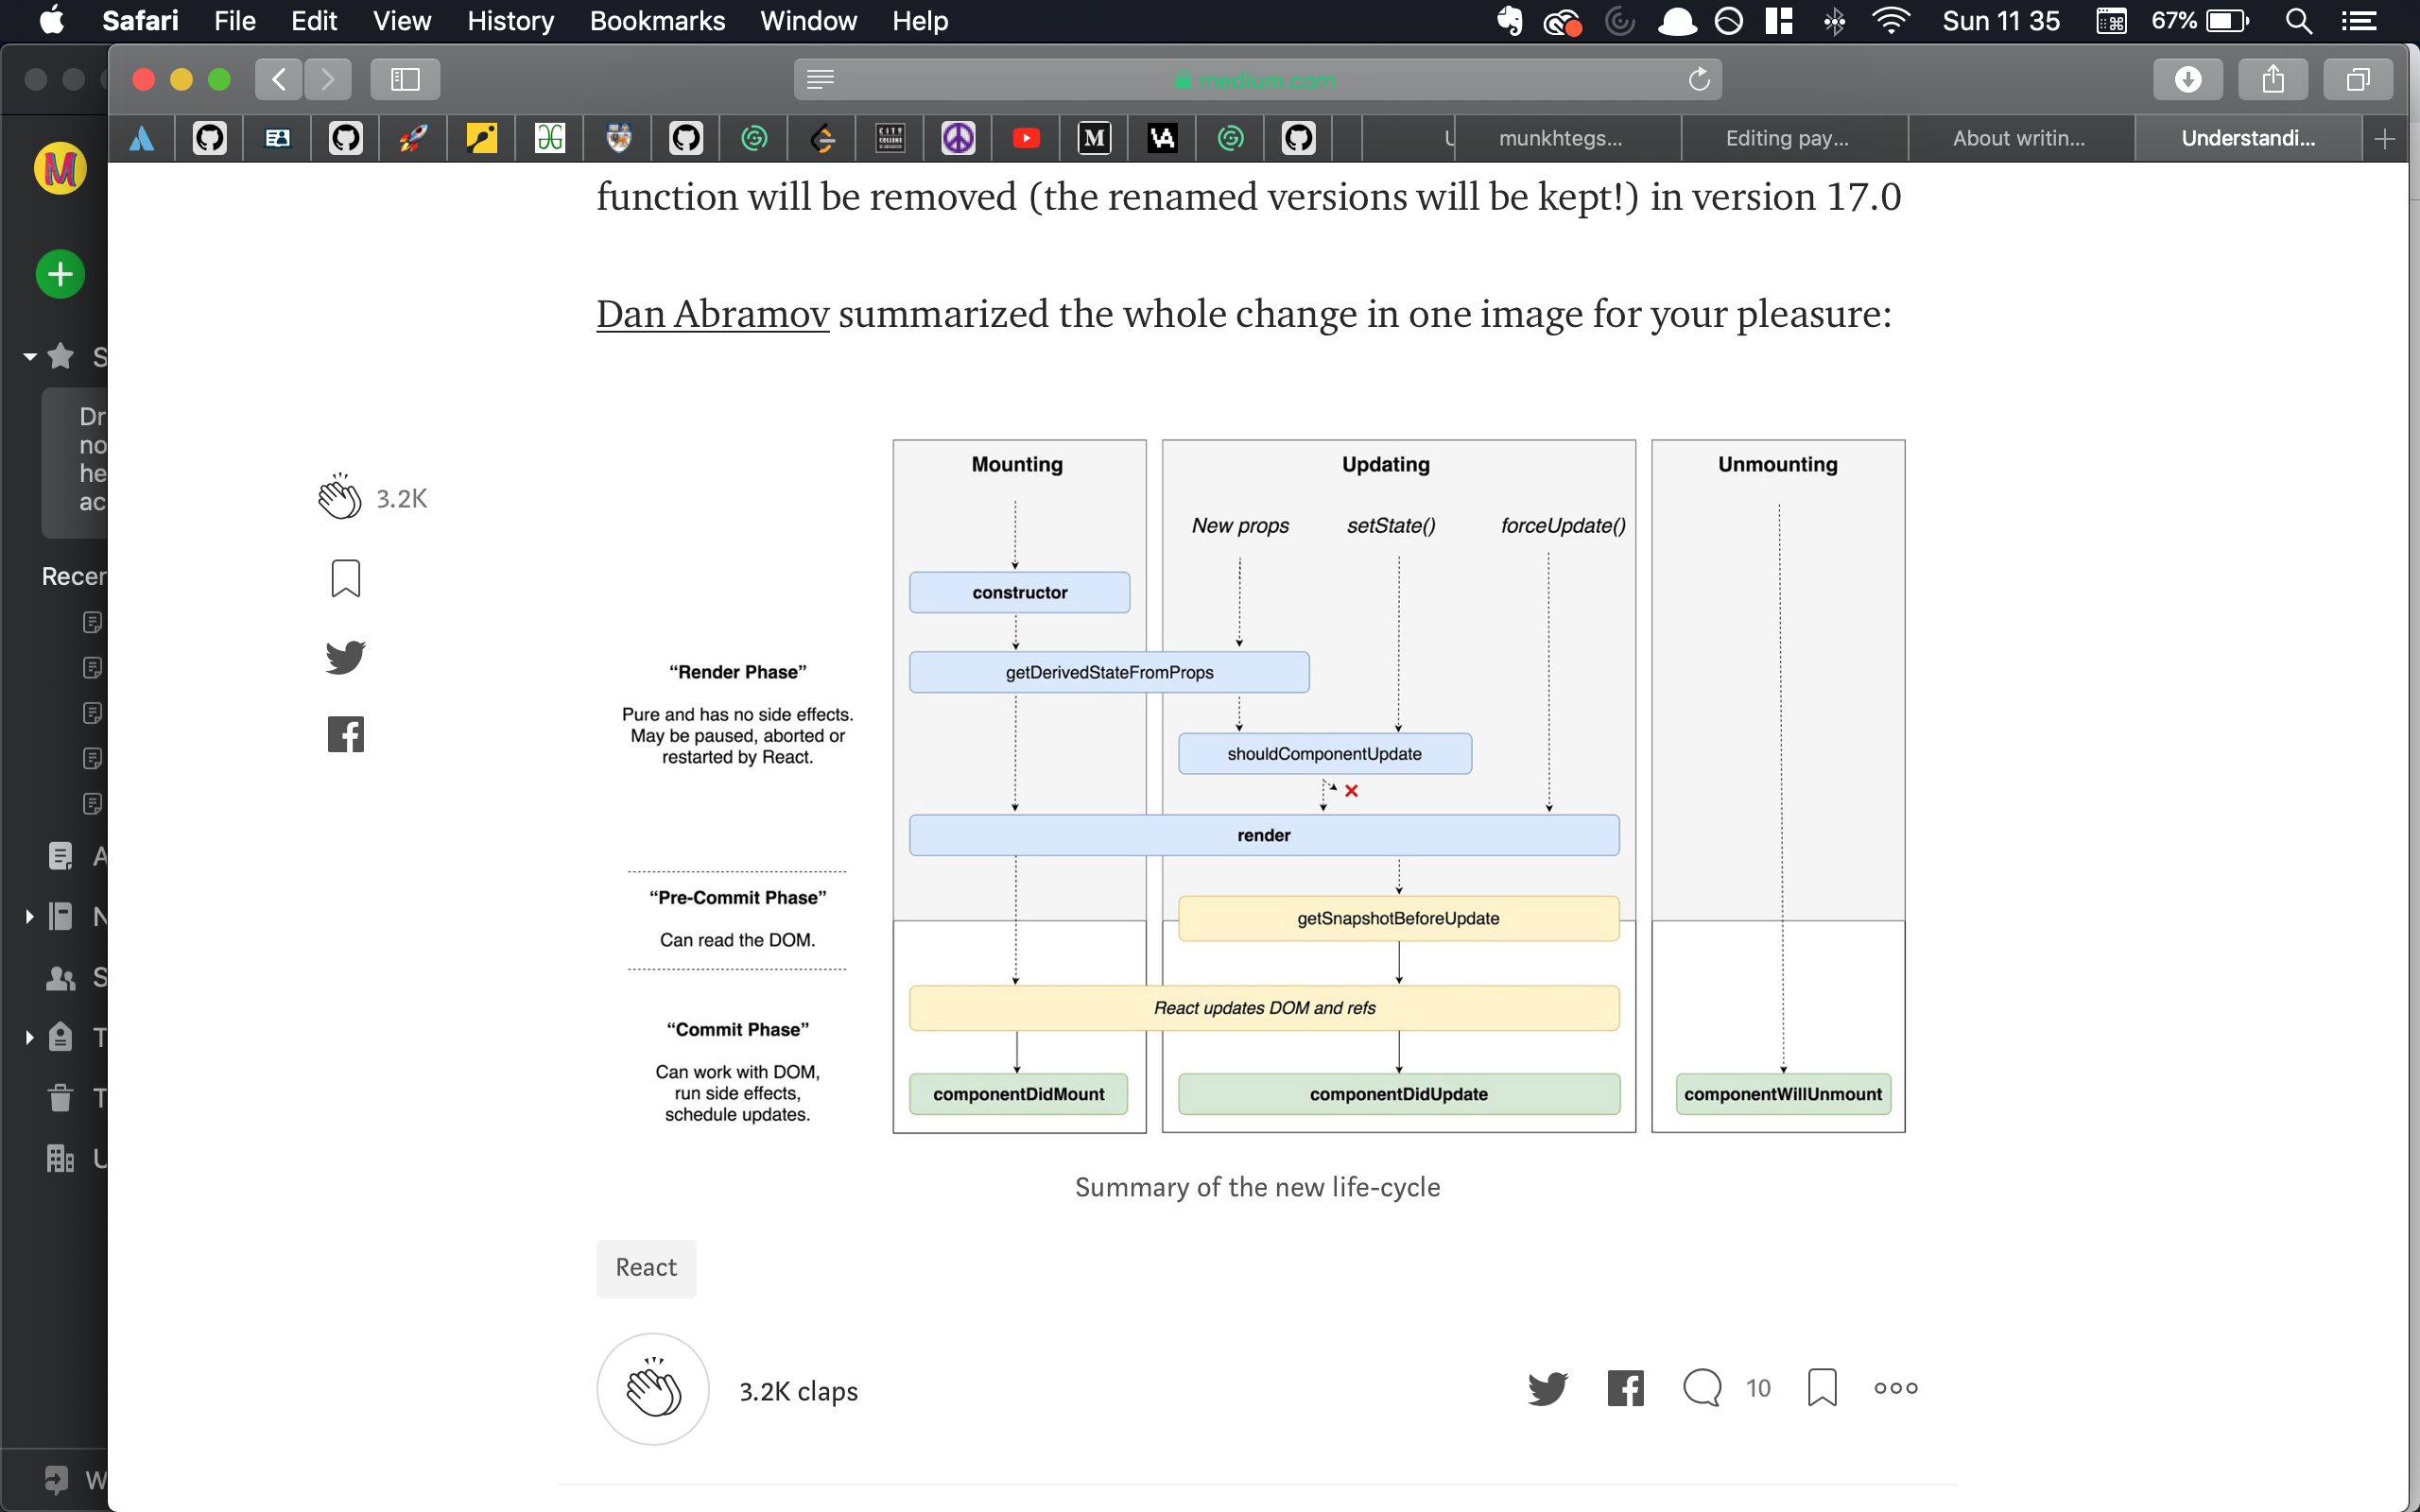 Safari File Edit View History Bookmarks Window Help Sun 11 35 67%
medium.com
munkhtegs... Editing pay... About writin... Understandi...
function will be removed (the renamed versions will be kept!) in version 17.0
Dan Abramov summarized the whole change in one image for your pleasure:
3.2K
Recer
Mounting
Updating
Unmounting
New props setState() forceUpdate()
constructor
getDerivedStateFromProps
shouldComponentUpdate
render
getSnapshotBeforeUpdate
React updates DOM and refs
componentDidMount
componentDidUpdate
componentWillUnmount
“Render Phase”
Pure and has no side effects.
May be paused, aborted or
restarted by React.
“Pre-Commit Phase”
Can read the DOM.
“Commit Phase”
Can work with DOM,
run side effects,
schedule updates.
Summary of the new life-cycle
React
3.2K claps
10